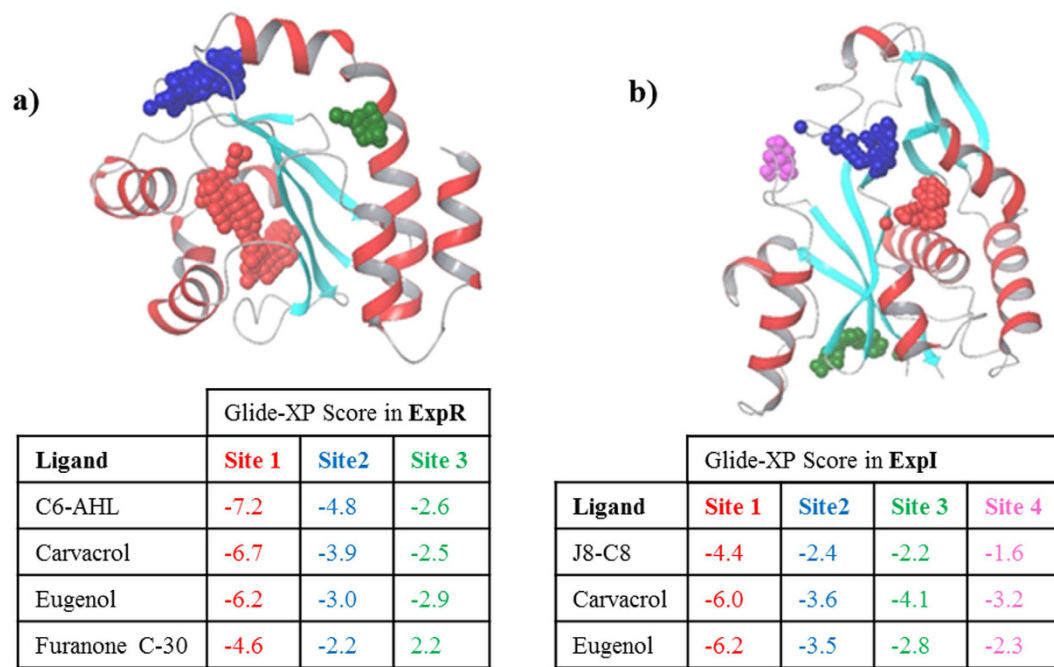 a)
b)
Glide-XP Score in ExpR
Ligand Site 1 Site2 Site 3
C6-AHL -7.2 -4.8 -2.6
Carvacrol -6.7 -3.9 -2.5
Eugenol -6.2 -3.0 -2.9
Furanone C-30 -4.6 -2.2 2.2
Glide-XP Score in ExpI
Ligand Site 1 Site2 Site 3 Site 4
J8-C8 -4.4 -2.4 -2.2 -1.6
Carvacrol -6.0 -3.6 -4.1 -3.2
Eugenol -6.2 -3.5 -2.8 -2.3